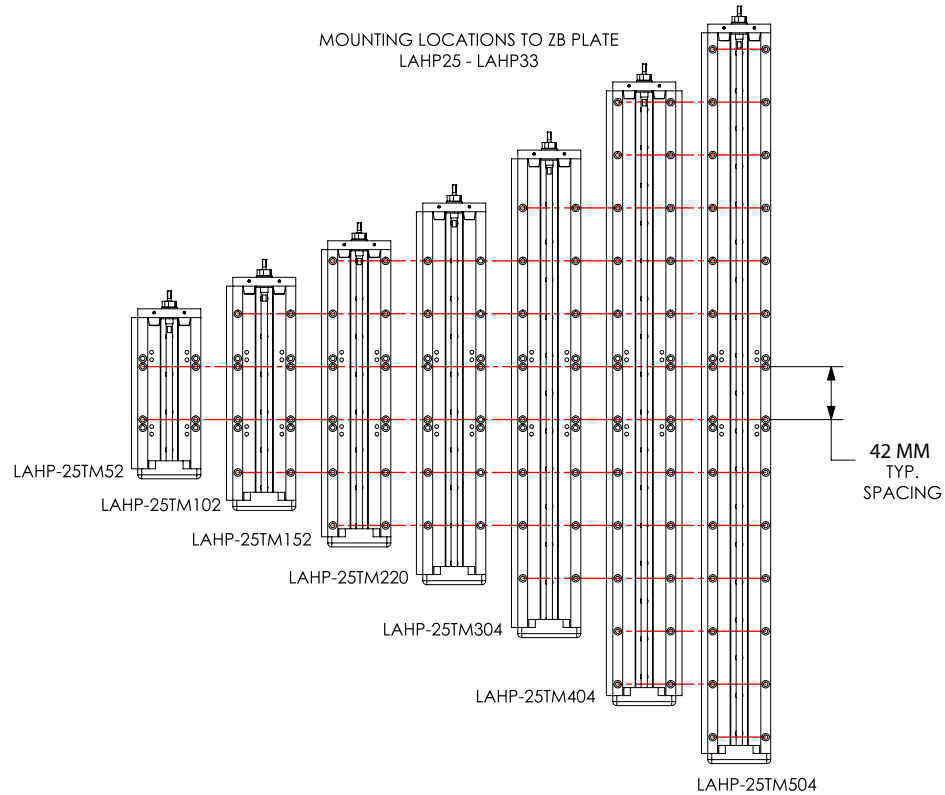 MOUNTING LOCATIONS TO ZB PLATE
LAHP25 - LAHP33
42 MM
TYP.
SPACING
LAHP-25TM52
LAHP-25TM102
LAHP-25TM152
LAHP-25TM220
LAHP-25TM304
LAHP-25TM404
LAHP-25TM504